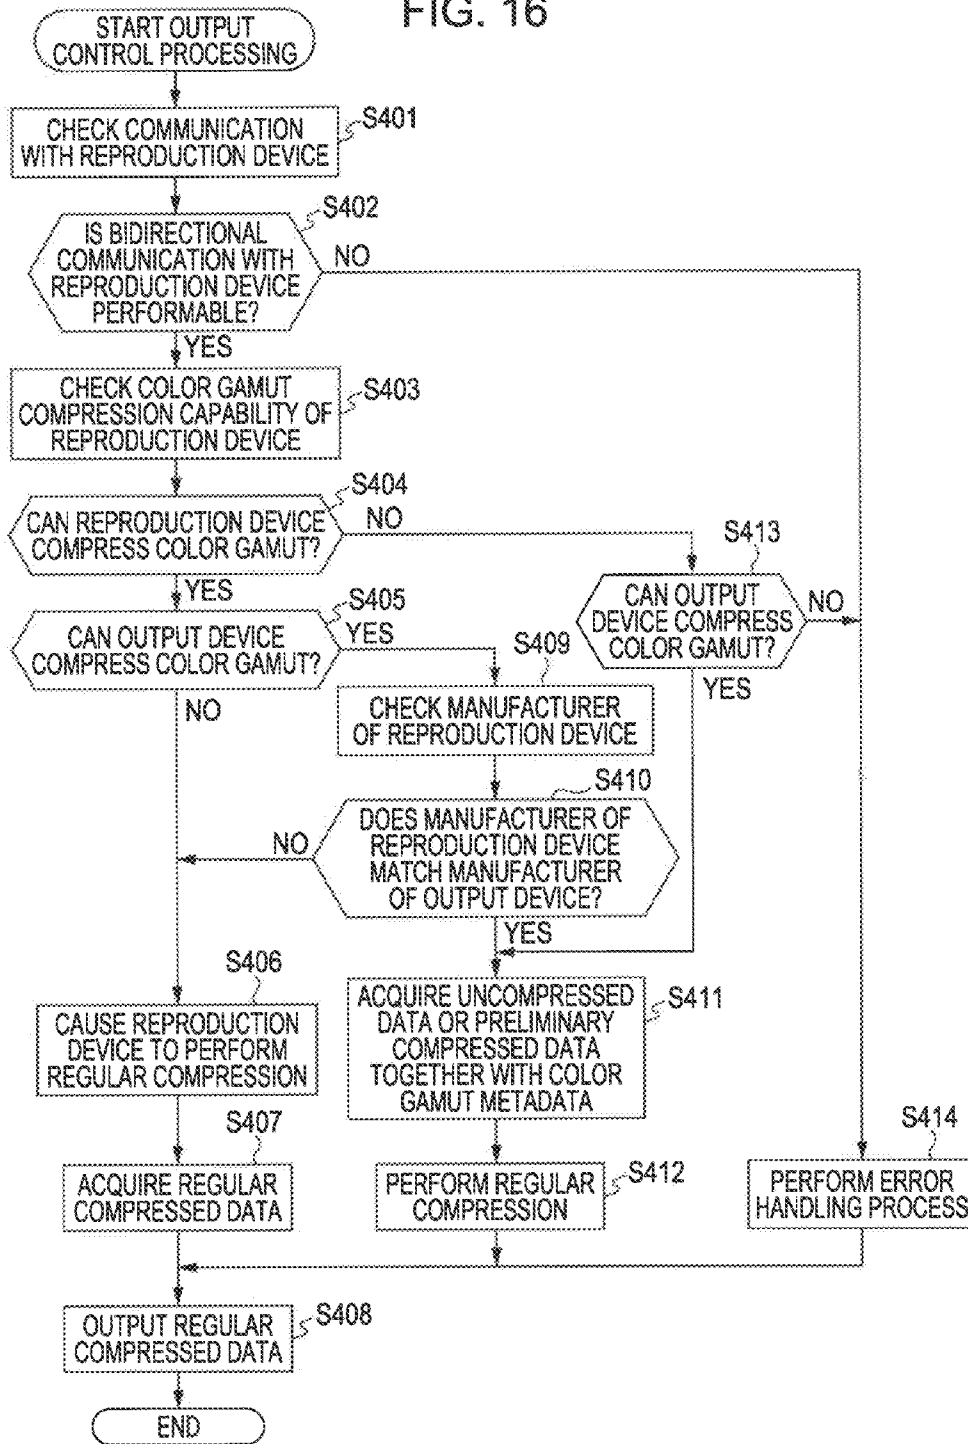 FIG. 16
START OUTPUT
CONTROL PROCESSING
CHECK COMMUNICATION
WITH REPRODUCTION DEVICE
S401
IS BIDIRECTIONAL
COMMUNICATION WITH
REPRODUCTION DEVICE
PERFORMABLE?
S402
NO
YES
CHECK COLOR GAMUT
COMPRESSION CAPABILITY OF
REPRODUCTION DEVICE
S403
CAN REPRODUCTION DEVICE
COMPRESS COLOR GAMUT?
S404
NO
YES
S413
CAN OUTPUT
DEVICE COMPRESS
COLOR GAMUT?
NO
YES
CAN OUTPUT DEVICE
COMPRESS COLOR GAMUT?
S405
YES
NO
S409
CHECK MANUFACTURER
OF REPRODUCTION DEVICE
S410
DOES MANUFACTURER OF
REPRODUCTION DEVICE
MATCH MANUFACTURER
OF OUTPUT DEVICE?
NO
YES
S406
CAUSE REPRODUCTION
DEVICE TO PERFORM
REGULAR COMPRESSION
ACQUIRE UNCOMPRESSED
DATA OR PRELIMINARY
COMPRESSED DATA
TOGETHER WITH COLOR
GAMUT METADATA
S411
S407
ACQUIRE REGULAR
COMPRESSED DATA
PERFORM REGULAR
COMPRESSION
S412
S414
PERFORM ERROR
HANDLING PROCESS
OUTPUT REGULAR
COMPRESSED DATA
S408
END